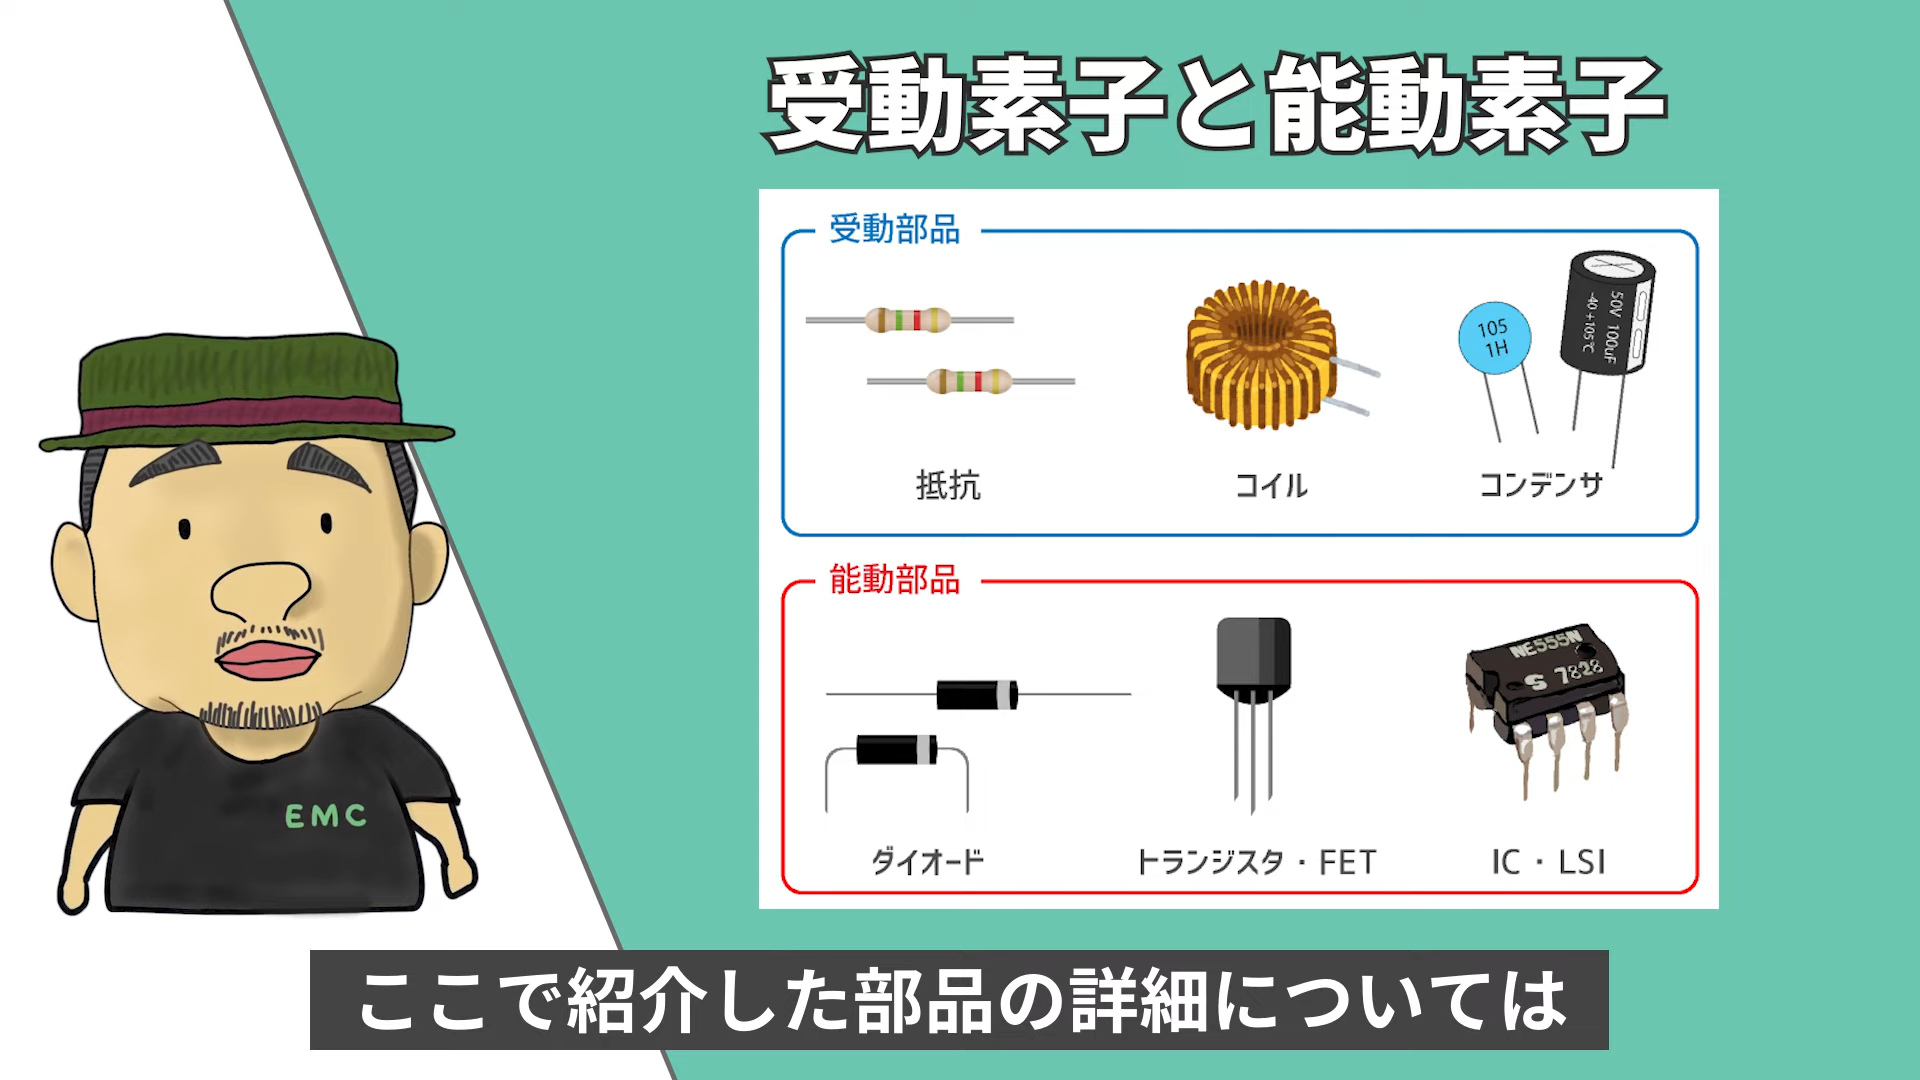 受動素子と能動素子
受動部品
105
1H
50V 100uF
-40+105℃
抵抗
コイル
コンデンサ
能動部品
NE555N
S 7828
ダイオード
トランジスタ・FET
IC・LSI
EMC
ここで紹介した部品の詳細については